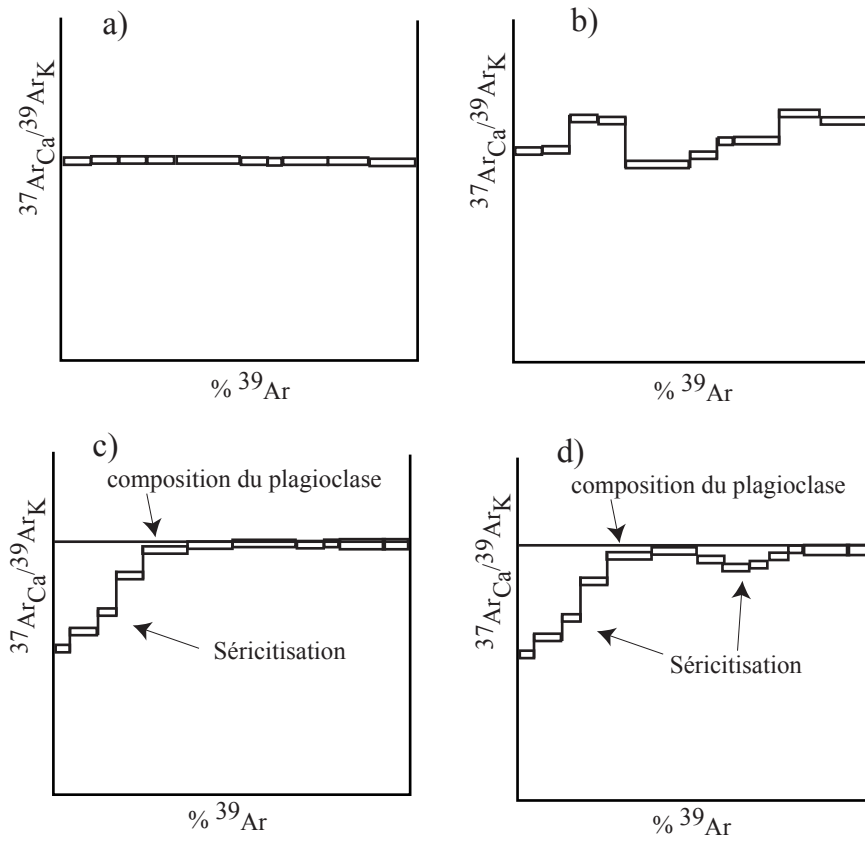 a)
37ArCa/39ArK
% 39Ar
b)
37ArCa/39ArK
% 39Ar
c)
composition du plagioclase
37ArCa/39ArK
Séricitisation
% 39Ar
d)
composition du plagioclase
37ArCa/39ArK
Séricitisation
% 39Ar